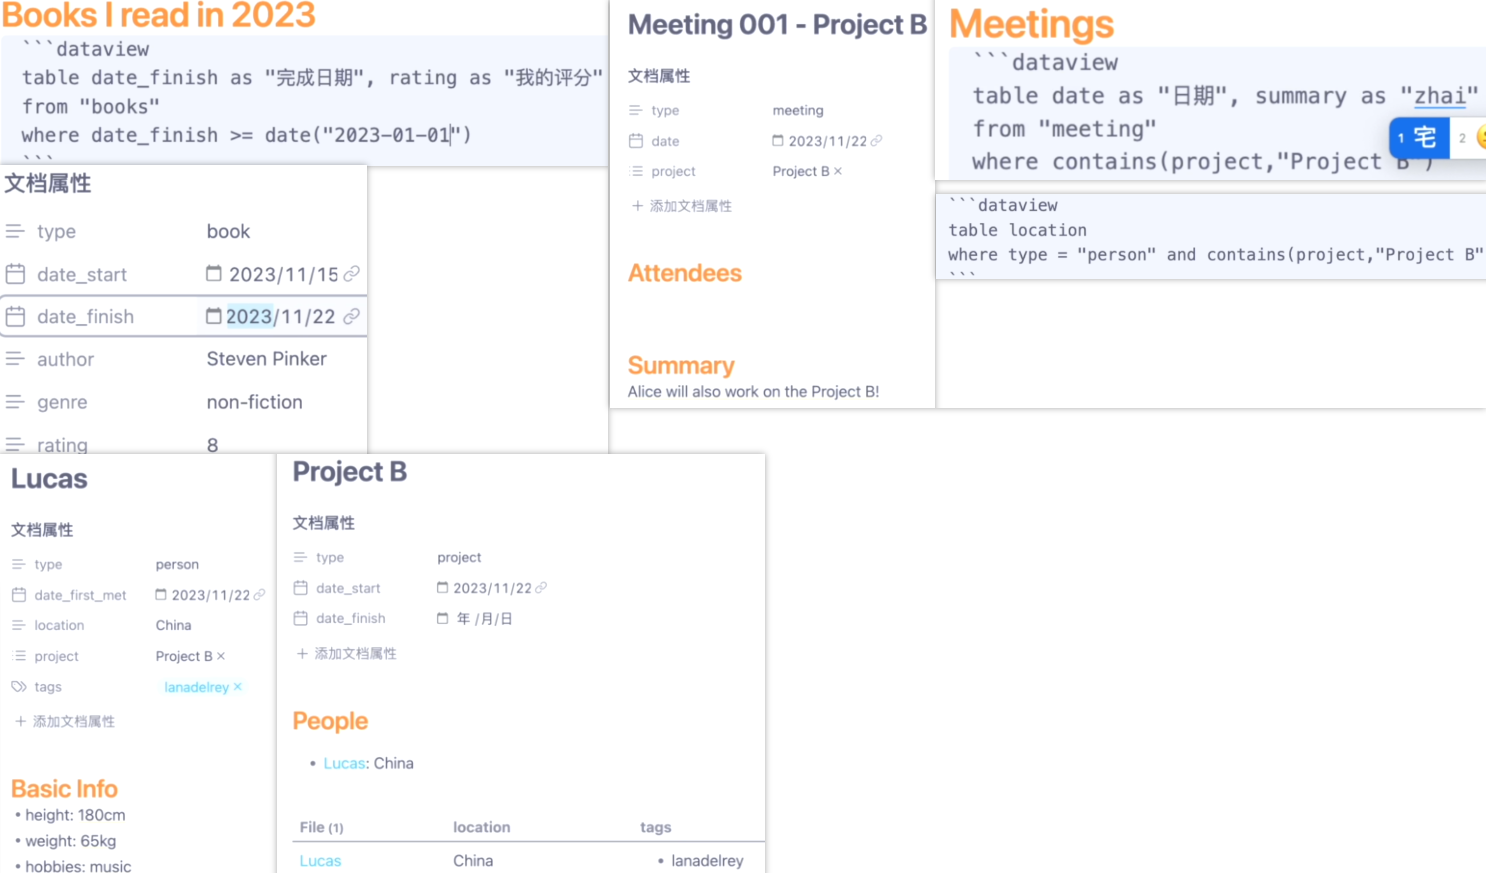 Books I read in 2023
```dataview
table date_finish as "完成日期", rating as "我的评分"
from "books"
where date_finish >= date("2023-01-01")
```
文档属性
type book
date_start 2023/11/15
date_finish 2023/11/22
author Steven Pinker
genre non-fiction
rating 8
Meeting 001 - Project B
文档属性
type meeting
date 2023/11/22
project Project B ×
+ 添加文档属性
Attendees
Summary
Alice will also work on the Project B!
Meetings
```dataview
table date as "日期", summary as "zhai"
from "meeting"
where contains(project,"Project B")
1 宅 2
```dataview
table location
where type = "person" and contains(project,"Project B"
```
Lucas
文档属性
type person
date_first_met 2023/11/22
location China
project Project B ×
tags lanadelrey ×
+ 添加文档属性
Basic Info
• height: 180cm
• weight: 65kg
• hobbies: music
Project B
文档属性
type project
date_start 2023/11/22
date_finish 年 /月/日
+ 添加文档属性
People
• Lucas: China
File (1) location tags
Lucas China • lanadelrey